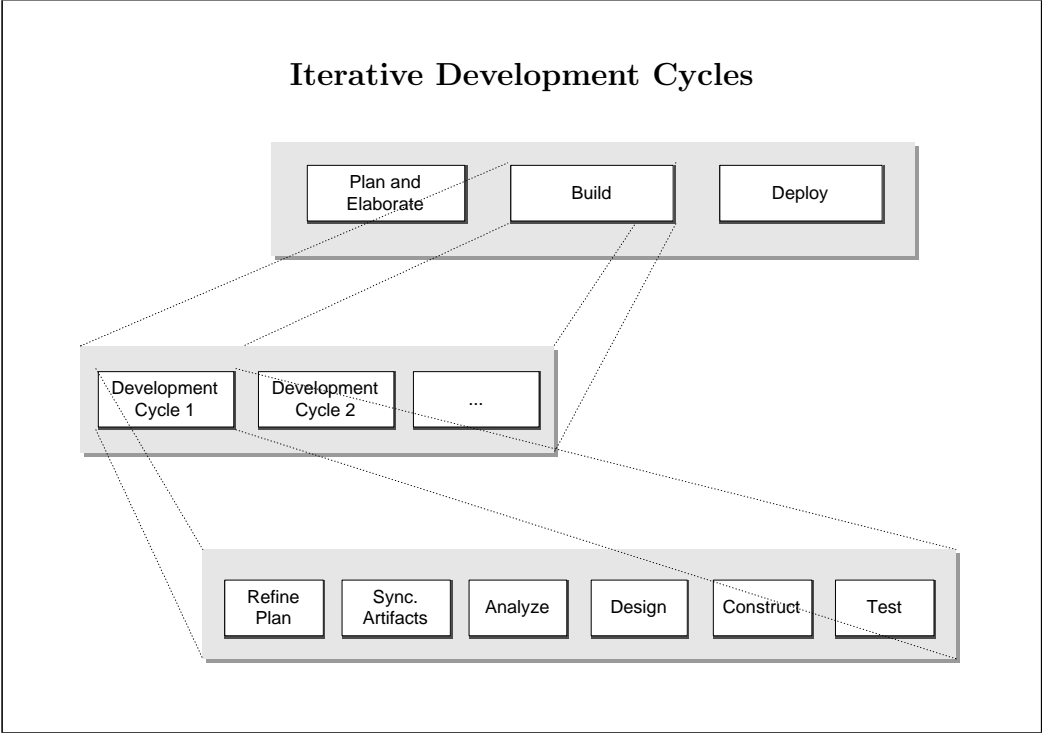 Iterative Development Cycles
Plan and
Elaborate
Build
Deploy
Development
Cycle 1
Development
Cycle 2
...
Refine
Plan
Sync.
Artifacts
Analyze
Design
Construct
Test